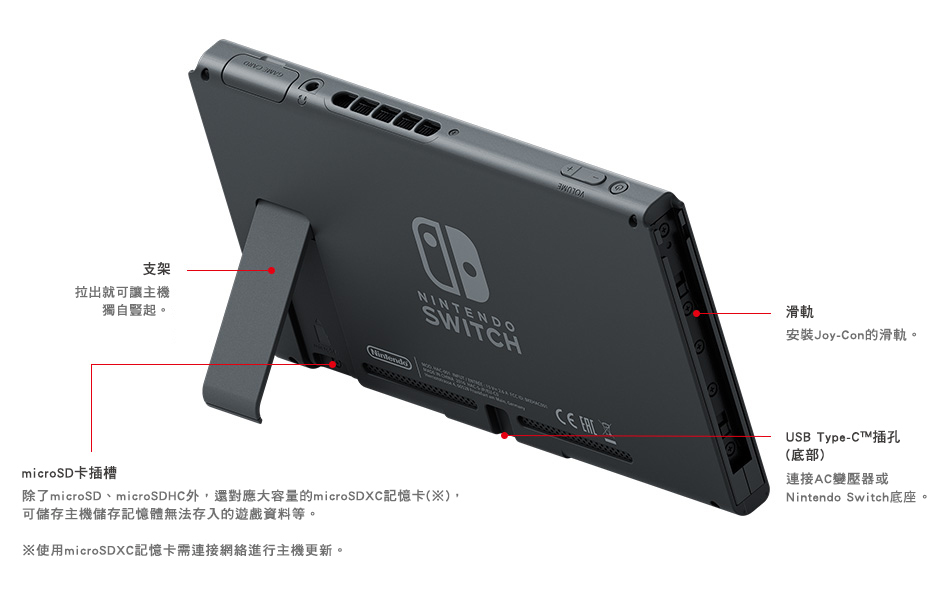 GAME CARD
VOLUME
+ -
NINTENDO
SWITCH
Nintendo
CE EAC
支架
拉出就可讓主機
獨自豎起。
滑軌
安裝Joy-Con的滑軌。
USB Type-C™插孔
(底部)
連接AC變壓器或
Nintendo Switch底座。
microSD卡插槽
除了microSD、microSDHC外，還對應大容量的microSDXC記憶卡(※)，
可儲存主機儲存記憶體無法存入的遊戲資料等。
※使用microSDXC記憶卡需連接網絡進行主機更新。